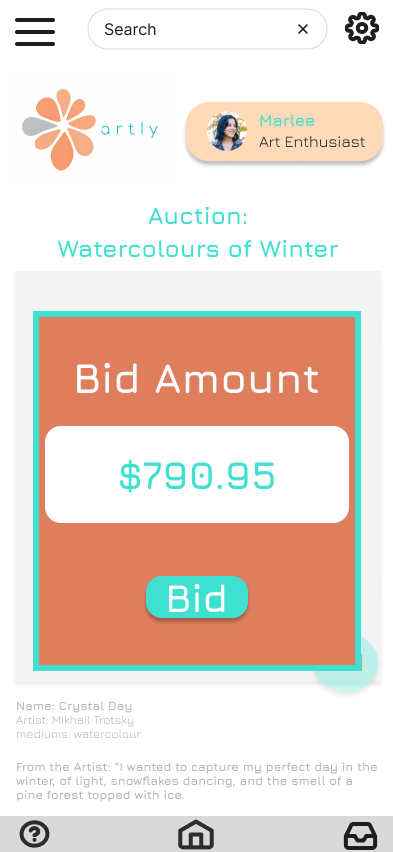 Search
artly
Marlee
Art Enthusiast
Auction:
Watercolours of Winter
Bid Amount
$790.95
Bid
Name: Crystal Day
Artist: Mikhail Trotsky
mediums: watercolour
From the Artist: “I wanted to capture my perfect day in the
winter, of light, snowflakes dancing, and the smell of a
pine forest topped with ice.